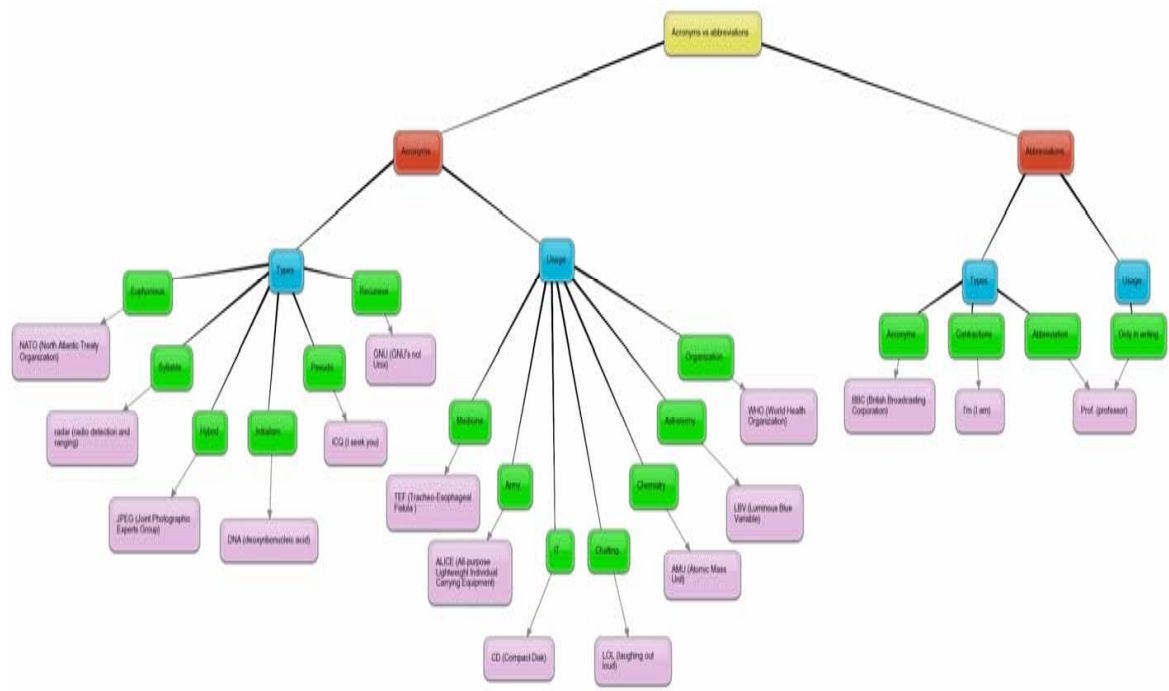 Acronyms vs abbreviations
Acronyms
Abbreviations
Types
Usage
Types
Usage
Euphonious
Recursive
NATO (North Atlantic Treaty
Organization)
GNU (GNU's not
Unix)
Syllable
Pseudo
radar (radio detection and
ranging)
ICQ (I seek you)
Hybrid
Initialism
JPEG (Joint Photographic
Experts Group)
DNA (deoxyribonucleic acid)
Organization
WHO (World Health
Organization)
Medicine
Astronomy
TEF (Tracheo-Esophageal
Fistula )
LBV (Luminous Blue
Variable)
Army
Chemistry
ALICE (All-purpose
Lightweight Individual
Carrying Equipment)
AMU (Atomic Mass
Unit)
IT
Chatting
CD (Compact Disk)
LOL (laughing out
loud)
Acronyms
Contractions
Abbreviation
Only in writing
BBC (British Broadcasting
Corporation)
I'm (I am)
Prof. (professor)